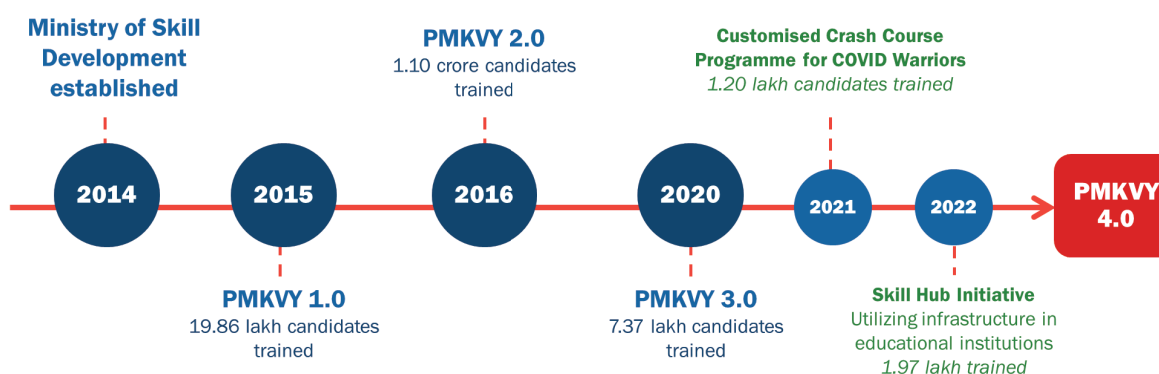 Ministry of Skill
Development
established
2014
2015
PMKVY 1.0
19.86 lakh candidates
trained
PMKVY 2.0
1.10 crore candidates
trained
2016
2020
PMKVY 3.0
7.37 lakh candidates
trained
Customised Crash Course
Programme for COVID Warriors
1.20 lakh candidates trained
2021
2022
Skill Hub Initiative
Utilizing infrastructure in
educational institutions
1.97 lakh trained
PMKVY
4.0